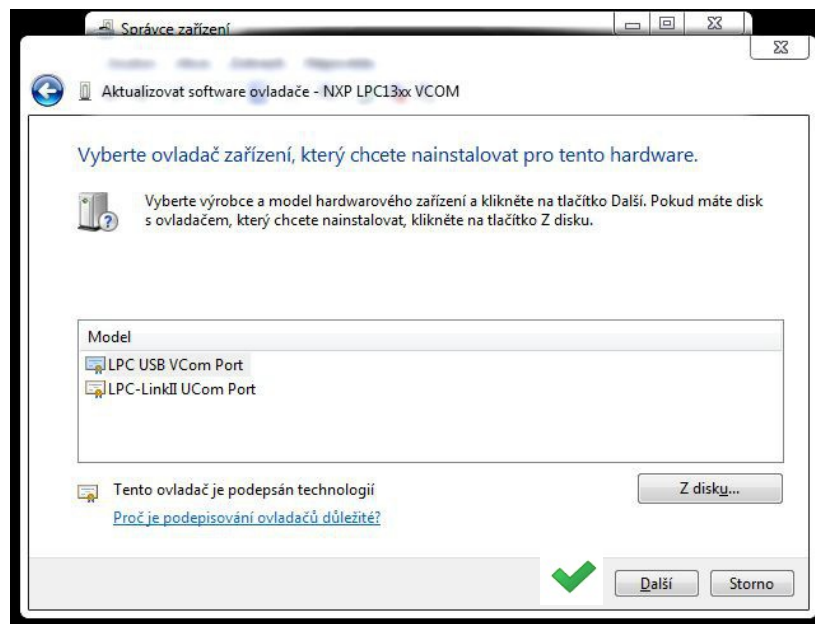 Správce zařízení
Aktualizovat software ovladače - NXP LPC13xx VCOM
Vyberte ovladač zařízení, který chcete nainstalovat pro tento hardware.
Vyberte výrobce a model hardwarového zařízení a klikněte na tlačítko Další. Pokud máte disk
s ovladačem, který chcete nainstalovat, klikněte na tlačítko Z disku.
Model
LPC USB VCom Port
LPC-LinkII UCom Port
Tento ovladač je podepsán technologií
Z disku...
Proč je podepisování ovladačů důležité?
Další
Storno